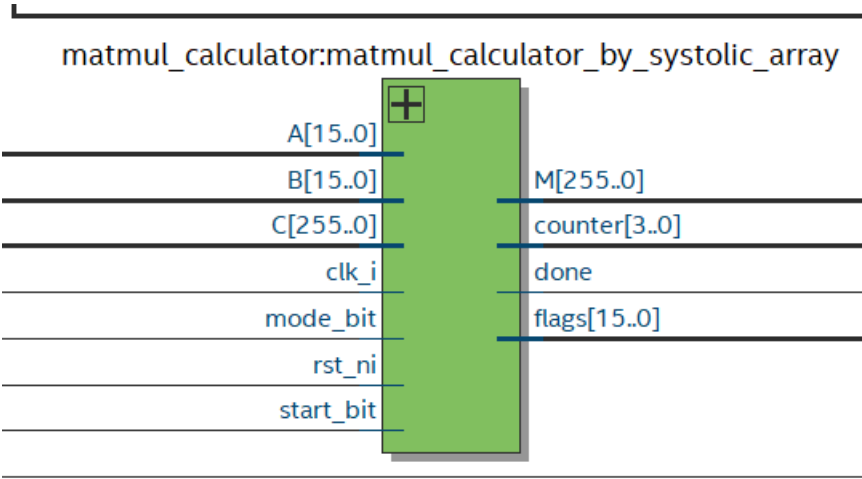 matmul_calculator:matmul_calculator_by_systolic_array
A[15..0]
B[15..0]
C[255..0]
clk_i
mode_bit
rst_ni
start_bit
M[255..0]
counter[3..0]
done
flags[15..0]